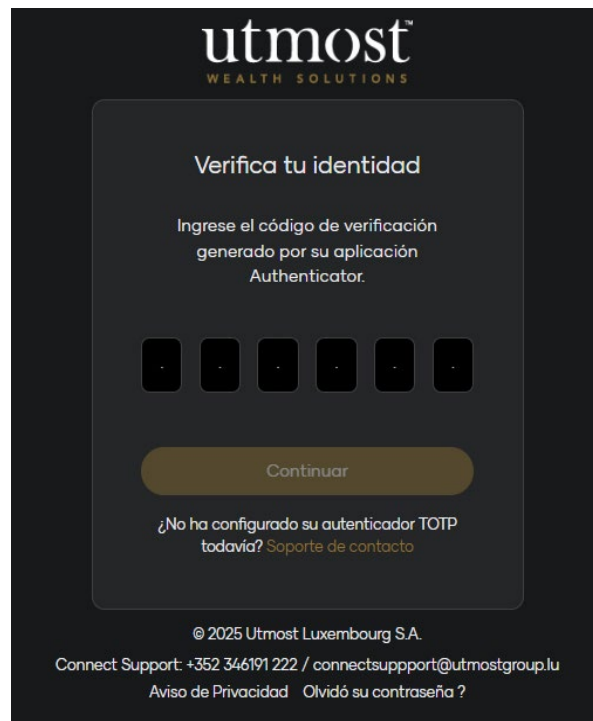 utmost™
WEALTH SOLUTIONS
Verifica tu identidad
Ingrese el código de verificación
generado por su aplicación
Authenticator.
Continuar
¿No ha configurado su autenticador TOTP
todavía? Soporte de contacto
© 2025 Utmost Luxembourg S.A.
Connect Support: +352 346191 222 / connectsuppport@utmostgroup.lu
Aviso de Privacidad Olvidó su contraseña ?